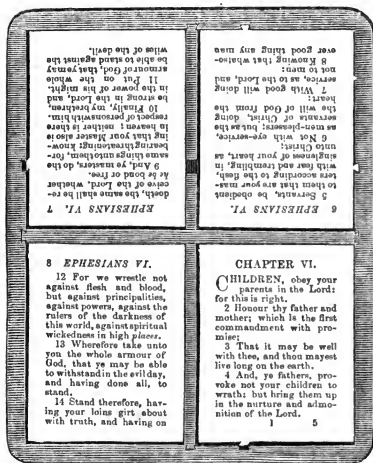 CHAPTER VI.
CHILDREN, obey your
parents in the Lord:
for this is right.
2 Honour thy father and
mother; which is the first
commandment with pro-
mise;
3 That it may be well
with thee, and thou mayest
live long on the earth.
4 And, ye fathers, pro-
voke not your children to
wrath: but bring them up
in the nurture and admo-
nition of the Lord.
1 5
6 EPHESIANS VI.
5 Servants, be obedient
to them that are your mas-
ters according to the flesh,
with fear and trembling, in
singleness of your heart, as
unto Christ;
6 Not with eye-service,
as men-pleasers; but as the
servants of Christ, doing
the will of God from the
heart;
7 With good will doing
service, as to the Lord, and
not to men:
8 Knowing that whatso-
ever good thing any man
EPHESIANS VI. 7
doeth, the same shall he re-
ceive of the Lord, whether
he be bond or free.
9 And, ye masters, do the
same things unto them, for-
bearing threatening: know-
ing that your Master also is
in heaven; neither is there
respect of persons with him.
10 Finally, my brethren,
be strong in the Lord, and
in the power of his might.
11 Put on the whole
armour of God, that ye may
be able to stand against the
wiles of the devil.
8 EPHESIANS VI.
12 For we wrestle not
against flesh and blood,
but against principalities,
against powers, against the
rulers of the darkness of
this world, against spiritual
wickedness in high places.
13 Wherefore take unto
you the whole armour of
God, that ye may be able
to withstand in the evil day,
and having done all, to
stand.
14 Stand therefore, hav-
ing your loins girt about
with truth, and having on